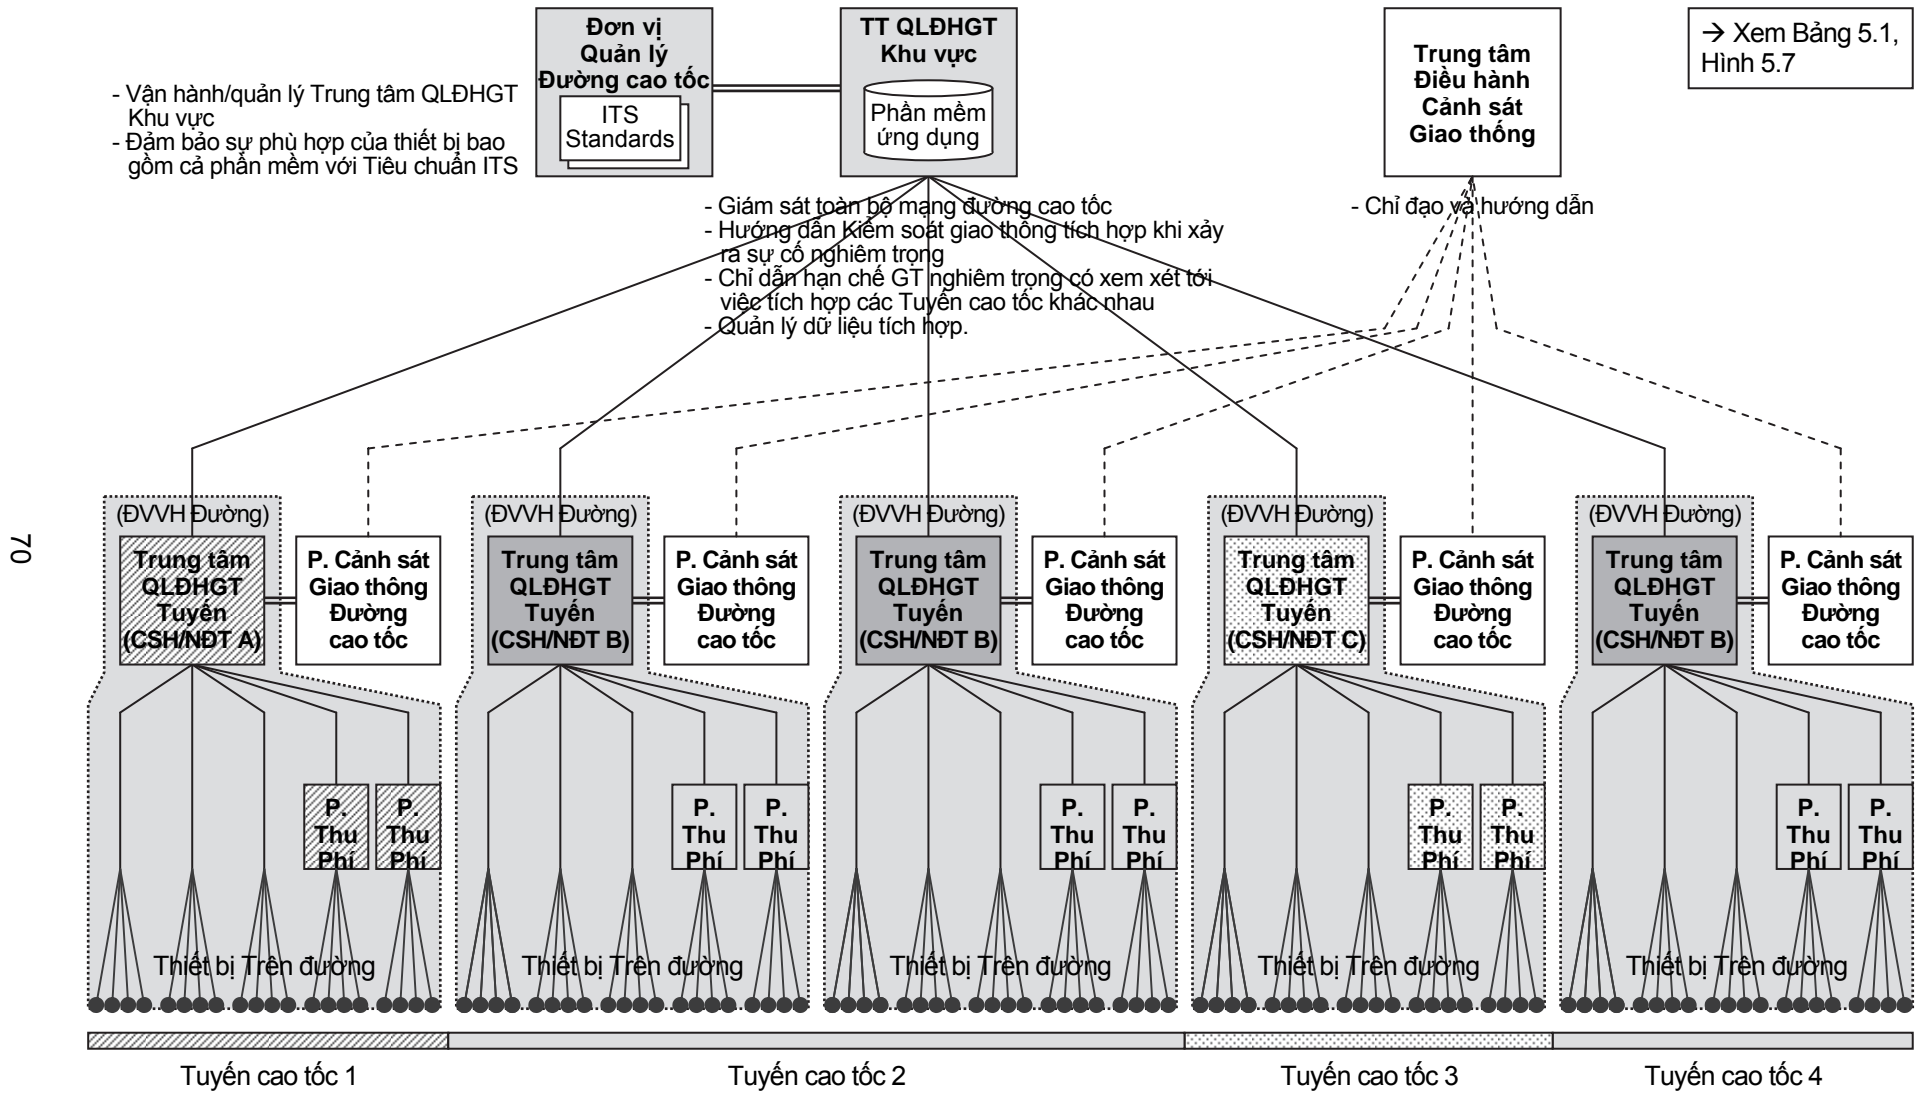 Đơn vị
Quản lý
Đường cao tốc
ITS
Standards
TT QLĐHGT
Khu vực
Phần mềm
ứng dụng
Trung tâm
Điều hành
Cảnh sát
Giao thống
→ Xem Bảng 5.1,
Hình 5.7
- Vận hành/quản lý Trung tâm QLĐHGT
Khu vực
- Đảm bảo sự phù hợp của thiết bị bao
gồm cả phần mềm với Tiêu chuẩn ITS
- Giám sát toàn bộ mạng đường cao tốc
- Hướng dẫn Kiểm soát giao thông tích hợp khi xảy
ra sự cố nghiêm trọng
- Chỉ dẫn hạn chế GT nghiêm trọng có xem xét tới
việc tích hợp các Tuyến cao tốc khác nhau
- Quản lý dữ liệu tích hợp.
- Chỉ đạo và hướng dẫn
70
(ĐVVH Đường)
Trung tâm
QLĐHGT
Tuyến
(CSH/NĐT A)
P. Cảnh sát
Giao thông
Đường
cao tốc
(ĐVVH Đường)
Trung tâm
QLĐHGT
Tuyến
(CSH/NĐT B)
P. Cảnh sát
Giao thông
Đường
cao tốc
(ĐVVH Đường)
Trung tâm
QLĐHGT
Tuyến
(CSH/NĐT B)
P. Cảnh sát
Giao thông
Đường
cao tốc
(ĐVVH Đường)
Trung tâm
QLĐHGT
Tuyến
(CSH/NĐT C)
P. Cảnh sát
Giao thông
Đường
cao tốc
(ĐVVH Đường)
Trung tâm
QLĐHGT
Tuyến
(CSH/NĐT B)
P. Cảnh sát
Giao thông
Đường
cao tốc
P.
Thu
Phí
P.
Thu
Phí
P.
Thu
Phí
P.
Thu
Phí
P.
Thu
Phí
P.
Thu
Phí
P.
Thu
Phí
P.
Thu
Phí
P.
Thu
Phí
P.
Thu
Phí
Thiết bị Trên đường
Thiết bị Trên đường
Thiết bị Trên đường
Thiết bị Trên đường
Thiết bị Trên đường
Tuyến cao tốc 1
Tuyến cao tốc 2
Tuyến cao tốc 3
Tuyến cao tốc 4